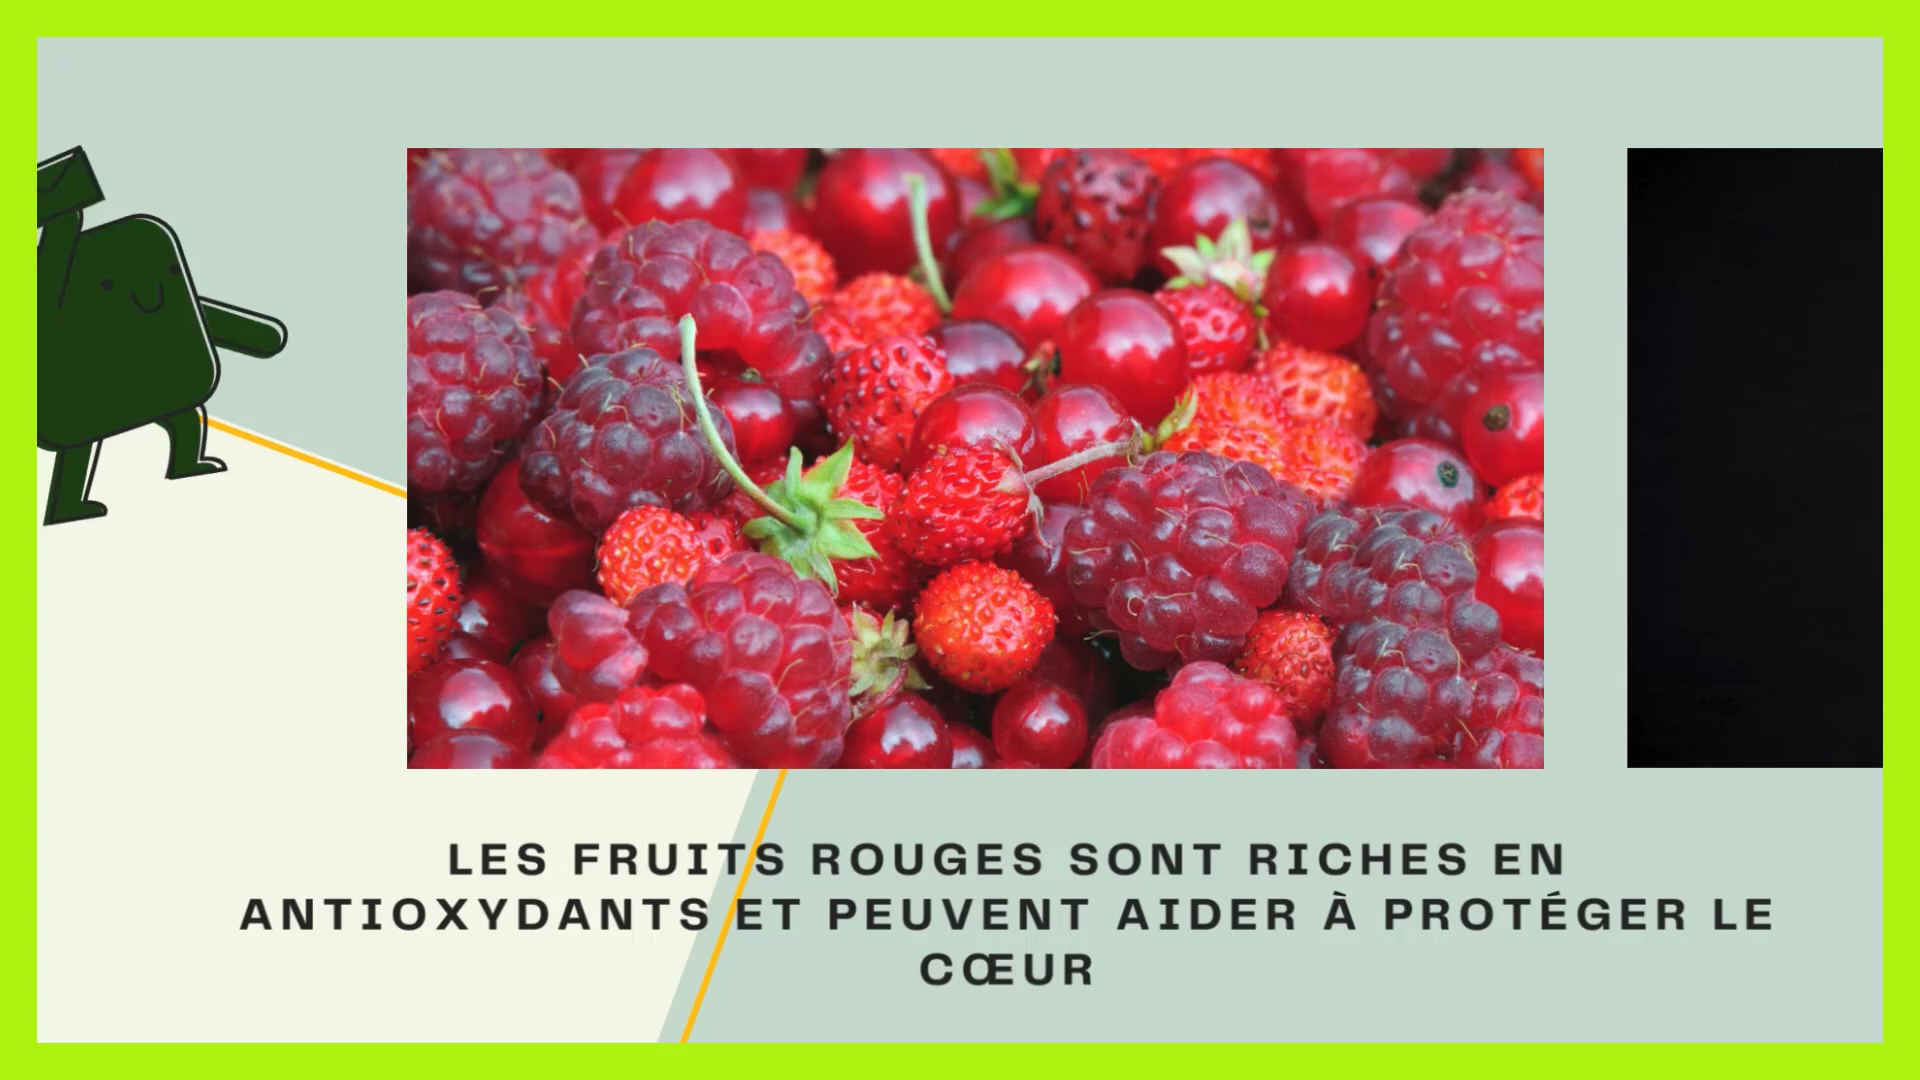 LES FRUITS ROUGES SONT RICHES EN
ANTIOXYDANTS ET PEUVENT AIDER À PROTÉGER LE
CŒUR